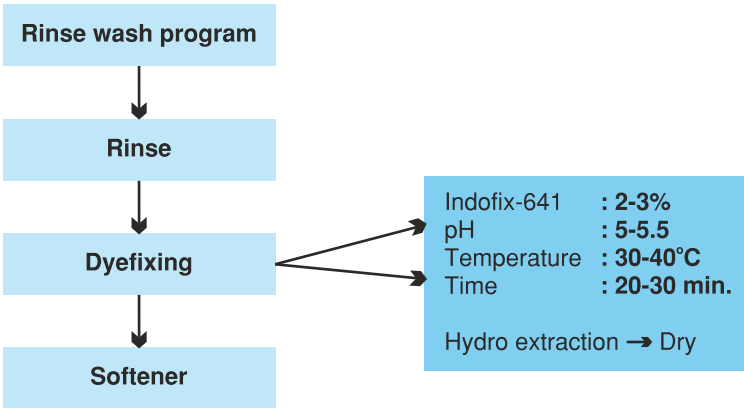 Rinse wash program
Rinse
Dyefixing
Softener
Indofix-641 : 2-3%
pH : 5-5.5
Temperature : 30-40°C
Time : 20-30 min.
Hydro extraction → Dry